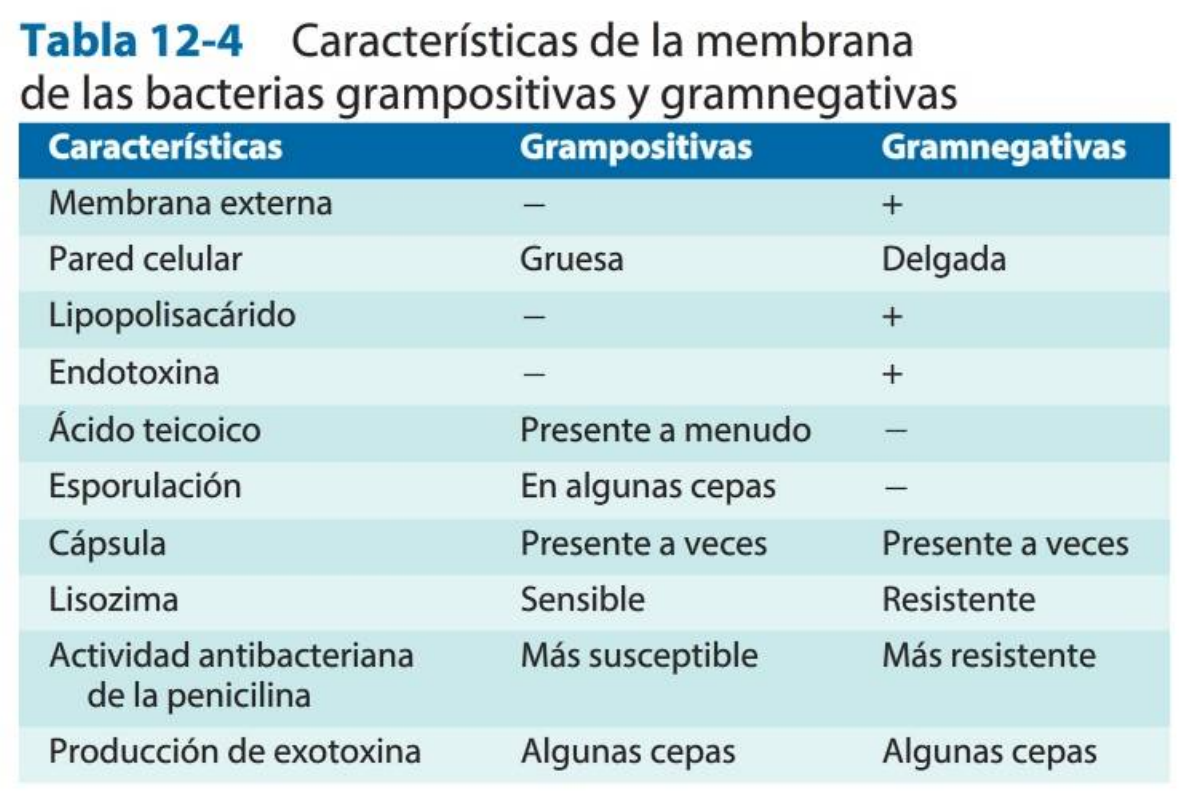 Tabla 12-4 Características de la membrana
de las bacterias grampositivas y gramnegativas
Características Grampositivas Gramnegativas
Membrana externa − +
Pared celular Gruesa Delgada
Lipopolisacárido − +
Endotoxina − +
Ácido teicoico Presente a menudo −
Esporulación En algunas cepas −
Cápsula Presente a veces Presente a veces
Lisozima Sensible Resistente
Actividad antibacteriana Más susceptible Más resistente
de la penicilina
Producción de exotoxina Algunas cepas Algunas cepas